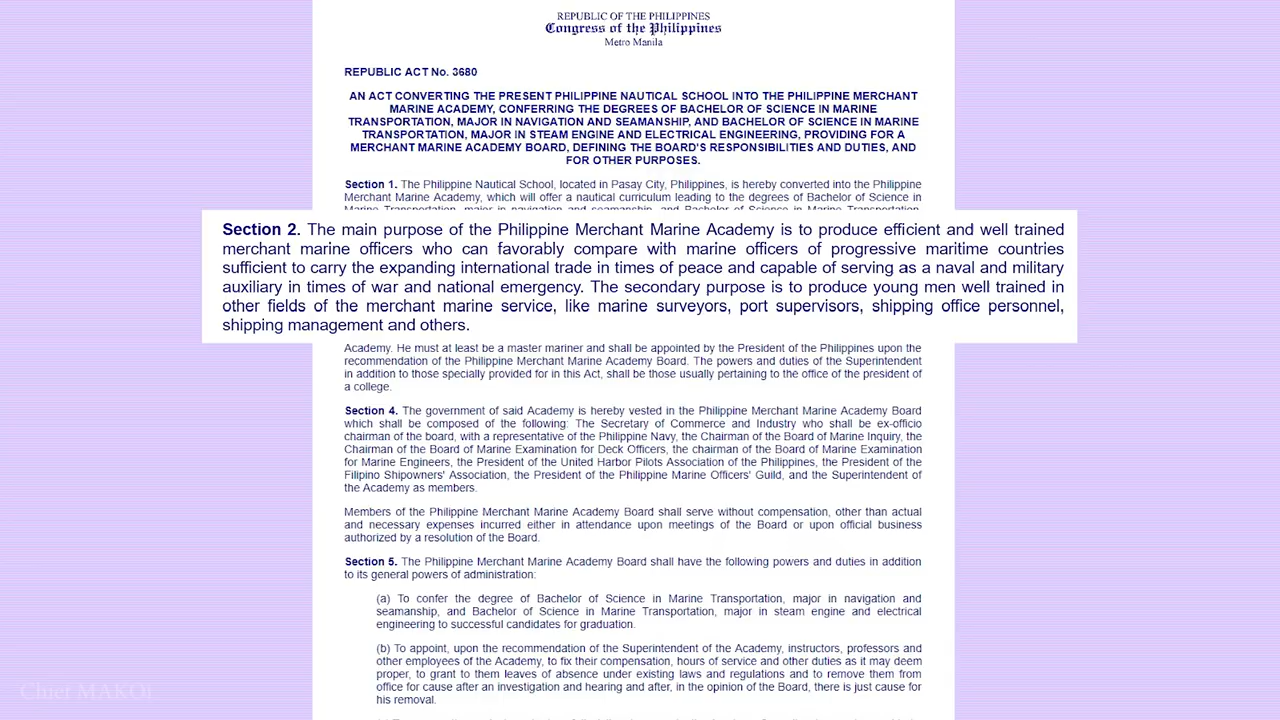 REPUBLIC OF THE PHILIPPINES
Congress of the Philippines
Metro Manila
REPUBLIC ACT No. 3680
AN ACT CONVERTING THE PRESENT PHILIPPINE NAUTICAL SCHOOL INTO THE PHILIPPINE MERCHANT
MARINE ACADEMY, CONFERRING THE DEGREES OF BACHELOR OF SCIENCE IN MARINE
TRANSPORTATION, MAJOR IN NAVIGATION AND SEAMANSHIP, AND BACHELOR OF SCIENCE IN MARINE
TRANSPORTATION, MAJOR IN STEAM ENGINE AND ELECTRICAL ENGINEERING, PROVIDING FOR A
MERCHANT MARINE ACADEMY BOARD, DEFINING THE BOARD'S RESPONSIBILITIES AND DUTIES, AND
FOR OTHER PURPOSES.
Section 1. The Philippine Nautical School, located in Pasay City, Philippines, is hereby converted into the Philippine
Merchant Marine Academy, which will offer a nautical curriculum leading to the degrees of Bachelor of Science in
Marine Transportation, major in navigation and seamanship, and Bachelor of Science in Marine Transportation,
Section 2. The main purpose of the Philippine Merchant Marine Academy is to produce efficient and well trained
merchant marine officers who can favorably compare with marine officers of progressive maritime countries
sufficient to carry the expanding international trade in times of peace and capable of serving as a naval and military
auxiliary in times of war and national emergency. The secondary purpose is to produce young men well trained in
other fields of the merchant marine service, like marine surveyors, port supervisors, shipping office personnel,
shipping management and others.
Academy. He must at least be a master mariner and shall be appointed by the President of the Philippines upon the
recommendation of the Philippine Merchant Marine Academy Board. The powers and duties of the Superintendent
in addition to those specially provided for in this Act, shall be those usually pertaining to the office of the president of
a college.
Section 4. The government of said Academy is hereby vested in the Philippine Merchant Marine Academy Board
which shall be composed of the following: The Secretary of Commerce and Industry who shall be ex-officio
chairman of the board, with a representative of the Philippine Navy, the Chairman of the Board of Marine Inquiry, the
Chairman of the Board of Marine Examination for Deck Officers, the chairman of the Board of Marine Examination
for Marine Engineers, the President of the United Harbor Pilots Association of the Philippines, the President of the
Filipino Shipowners' Association, the President of the Philippine Marine Officers' Guild, and the Superintendent of
the Academy as members.
Members of the Philippine Merchant Marine Academy Board shall serve without compensation, other than actual
and necessary expenses incurred either in attendance upon meetings of the Board or upon official business
authorized by a resolution of the Board.
Section 5. The Philippine Merchant Marine Academy Board shall have the following powers and duties in addition
to its general powers of administration:
(a) To confer the degree of Bachelor of Science in Marine Transportation, major in navigation and
seamanship, and Bachelor of Science in Marine Transportation, major in steam engine and electrical
engineering to successful candidates for graduation.
(b) To appoint, upon the recommendation of the Superintendent of the Academy, instructors, professors and
other employees of the Academy, to fix their compensation, hours of service and other duties as it may deem
proper, to grant to them leaves of absence under existing laws and regulations and to remove them from
office for cause after an investigation and hearing and after, in the opinion of the Board, there is just cause for
his removal.
Chief MAKOi